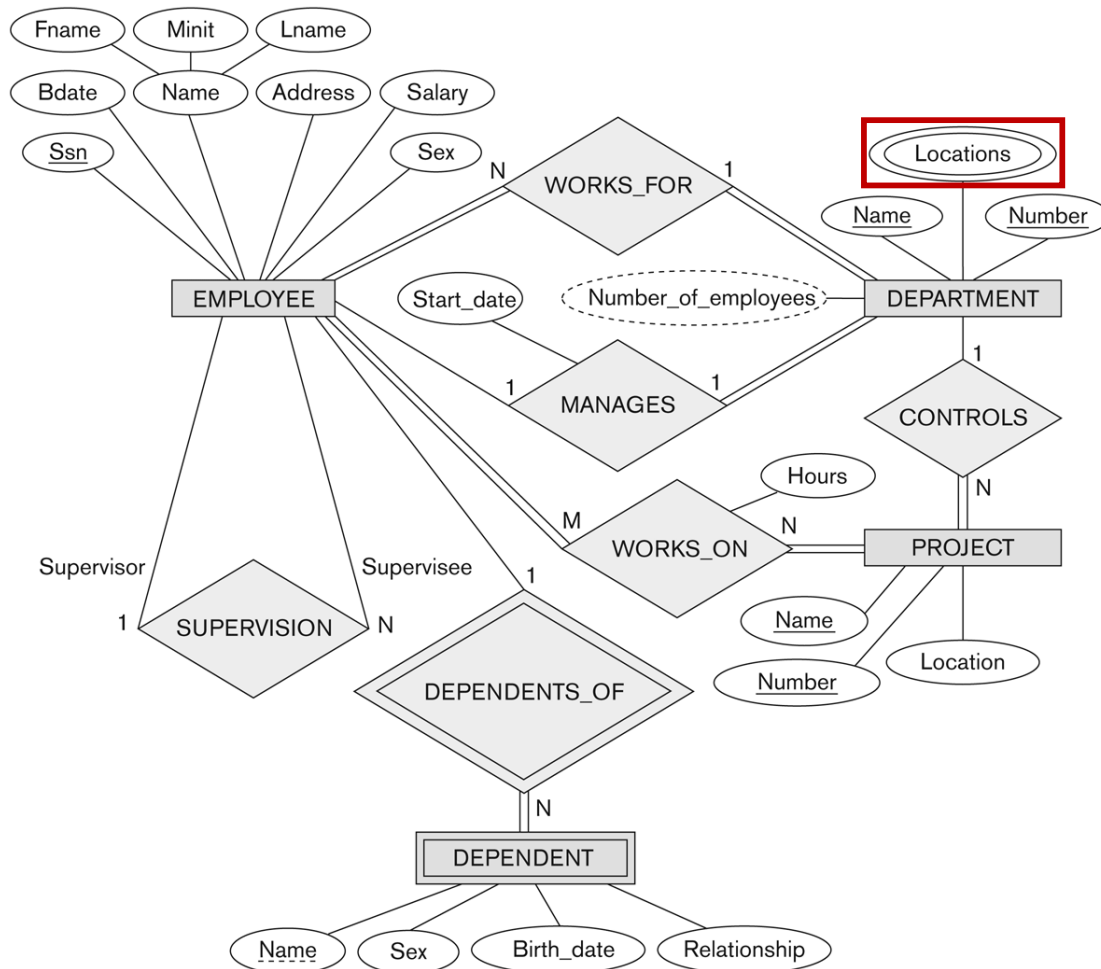 Fname
Minit
Lname
Bdate
Name
Address
Salary
Ssn
Sex
N
WORKS_FOR
1
Locations
Name
Number
EMPLOYEE
Start_date
Number_of_employees
DEPARTMENT
1
MANAGES
1
1
CONTROLS
N
Hours
M
WORKS_ON
N
PROJECT
Supervisor
Supervisee
1
SUPERVISION
N
1
Name
Number
Location
DEPENDENTS_OF
N
DEPENDENT
Name
Sex
Birth_date
Relationship